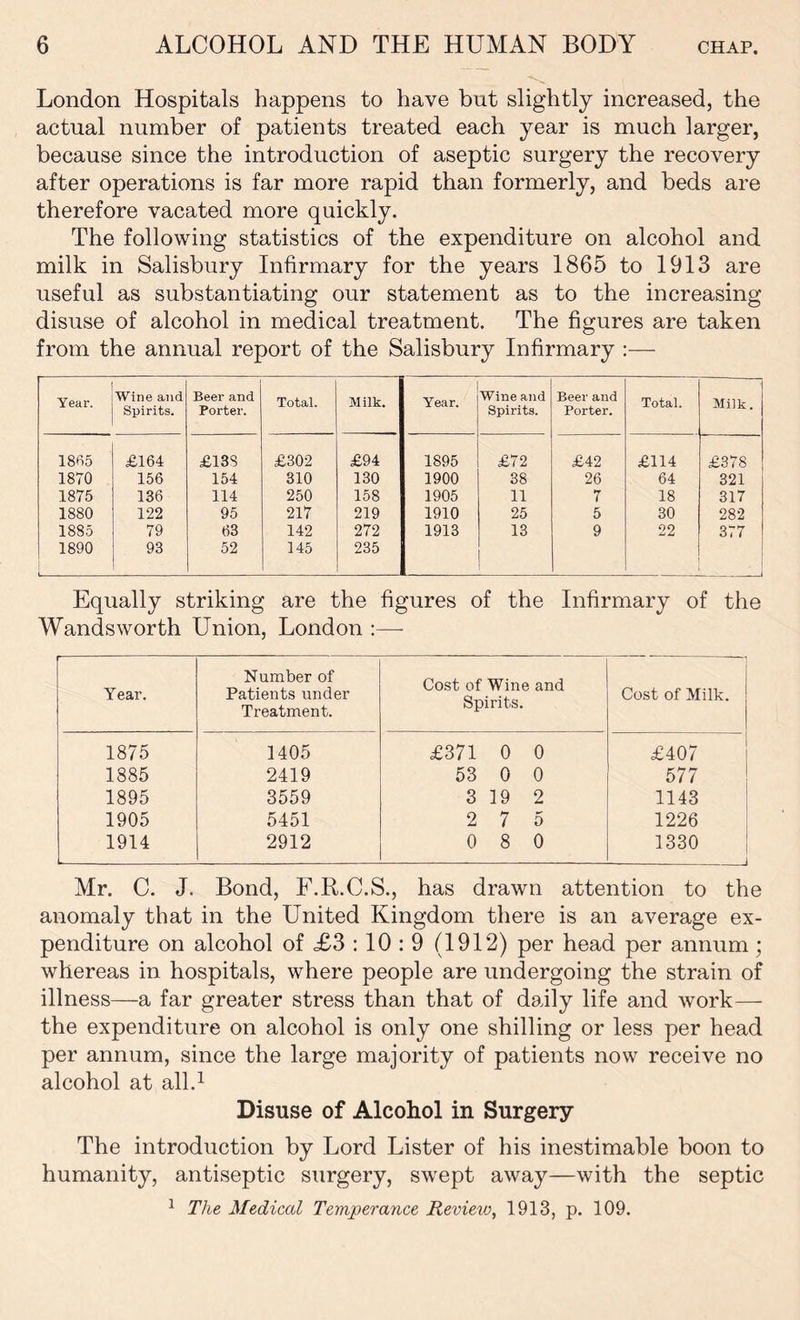 6 ALCOHOL AND THE HUMAN BODY CHAP.
London Hospitals happens to have but slightly increased, the
actual number of patients treated each year is much larger,
because since the introduction of aseptic surgery the recovery
after operations is far more rapid than formerly, and beds are
therefore vacated more quickly.
The following statistics of the expenditure on alcohol and
milk in Salisbury Infirmary for the years 1865 to 1913 are
useful as substantiating our statement as to the increasing
disuse of alcohol in medical treatment. The figures are taken
from the annual report of the Salisbury Infirmary :—
Year. Wine and Spirits. Beer and Porter. Total. Milk. Year. Wine and Spirits. Beer and Porter. Total. Milk.
1865 £164 £138 £302 £94 1895 £72 £42 £114 £378
1870 156 154 310 130 1900 38 26 64 321
1875 136 114 250 158 1905 11 7 18 317
1880 122 95 217 219 1910 25 5 30 282
1885 79 63 142 272 1913 13 9 22 377
1890 93 52 145 235
Equally striking are the figures of the Infirmary of the
Wandsworth Union, London :—
Year. Number of Patients under Treatment. Cost of Wine and Spirits. Cost of Milk.
1875 1405 £371 0 0 £407
1885 2419 53 0 0 577
1895 3559 3 19 2 1143
1905 5451 2 7 5 1226
1914 2912 0 8 0 1330
Mr. C. J. Bond, F.R.C.S., has drawn attention to the
anomaly that in the United Kingdom there is an average ex-
penditure on alcohol of £3 : 10 : 9 (1912) per head per annum ;
whereas in hospitals, where people are undergoing the strain of
illness—a far greater stress than that of daily life and work—
the expenditure on alcohol is only one shilling or less per head
per annum, since the large majority of patients now receive no
alcohol at all.¹
Disuse of Alcohol in Surgery
The introduction by Lord Lister of his inestimable boon to
humanity, antiseptic surgery, swept away—with the septic
¹ The Medical Temperance Review, 1913, p. 109.